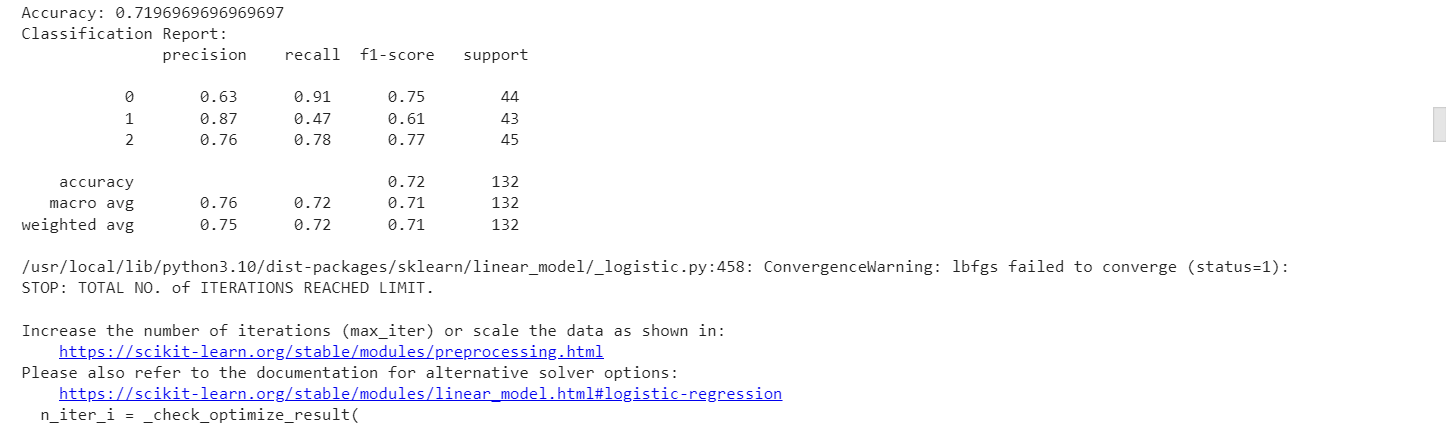 Accuracy: 0.7196969696969697
Classification Report:
precision recall f1-score support
0 0.63 0.91 0.75 44
1 0.87 0.47 0.61 43
2 0.76 0.78 0.77 45
accuracy 0.72 132
macro avg 0.76 0.72 0.71 132
weighted avg 0.75 0.72 0.71 132
/usr/local/lib/python3.10/dist-packages/sklearn/linear_model/_logistic.py:458: ConvergenceWarning: lbfgs failed to converge (status=1):
STOP: TOTAL NO. of ITERATIONS REACHED LIMIT.
Increase the number of iterations (max_iter) or scale the data as shown in:
https://scikit-learn.org/stable/modules/preprocessing.html
Please also refer to the documentation for alternative solver options:
https://scikit-learn.org/stable/modules/linear_model.html#logistic-regression
n_iter_i = _check_optimize_result(